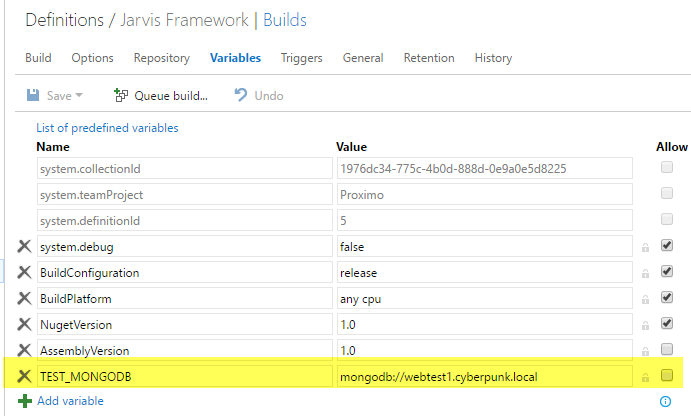 Definitions / Jarvis Framework | Builds
Build Options Repository Variables Triggers General Retention History
Save Queue build... Undo
List of predefined variables
Name Value Allow
system.collectionId 1976dc34-775c-4b0d-888d-0e9a0e5d8225
system.teamProject Proximo
system.definitionId 5
system.debug false
BuildConfiguration release
BuildPlatform any cpu
NugetVersion 1.0
AssemblyVersion 1.0
TEST_MONGODB mongodb://webtest1.cyberpunk.local
Add variable